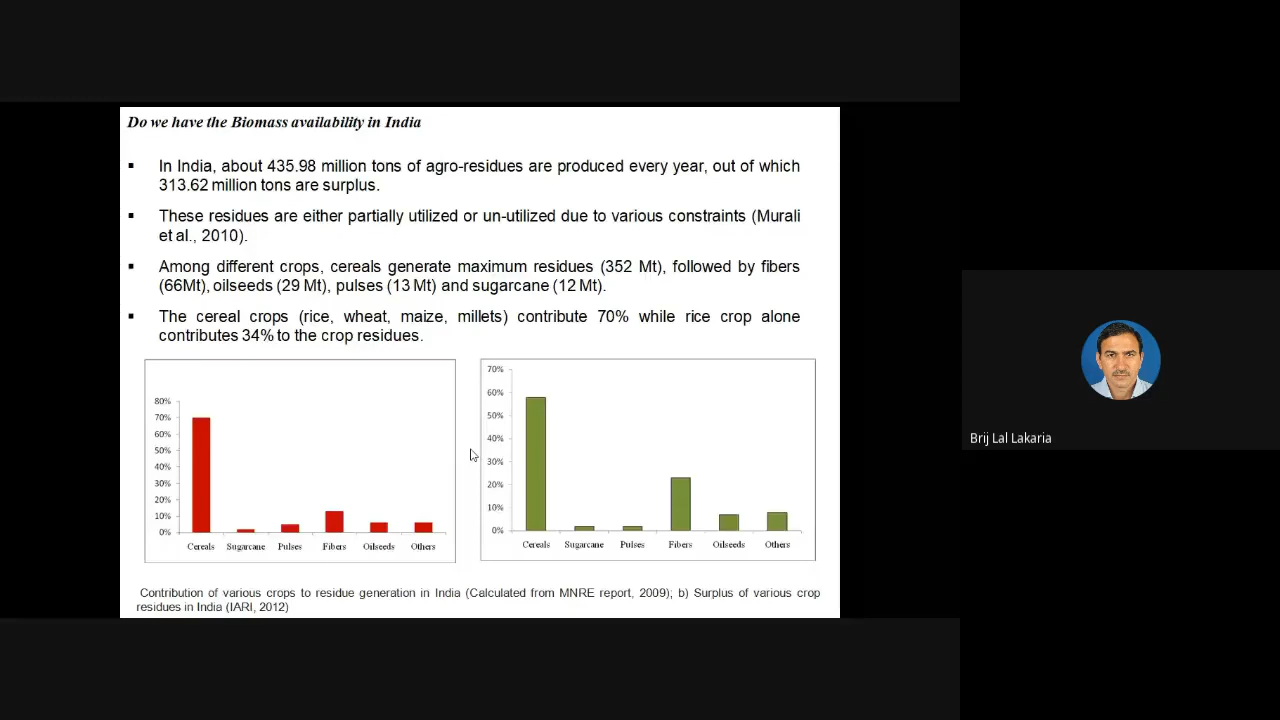 Do we have the Biomass availability in India
▪ In India, about 435.98 million tons of agro-residues are produced every year, out of which
313.62 million tons are surplus.
▪ These residues are either partially utilized or un-utilized due to various constraints (Murali
et al., 2010).
▪ Among different crops, cereals generate maximum residues (352 Mt), followed by fibers
(66Mt), oilseeds (29 Mt), pulses (13 Mt) and sugarcane (12 Mt).
▪ The cereal crops (rice, wheat, maize, millets) contribute 70% while rice crop alone
contributes 34% to the crop residues.
80%
70%
60%
50%
40%
30%
20%
10%
0%
Cereals Sugarcane Pulses Fibers Oilseeds Others
70%
60%
50%
40%
30%
20%
10%
0%
Cereals Sugarcane Pulses Fibers Oilseeds Others
Contribution of various crops to residue generation in India (Calculated from MNRE report, 2009); b) Surplus of various crop
residues in India (IARI, 2012)
Brij Lal Lakaria